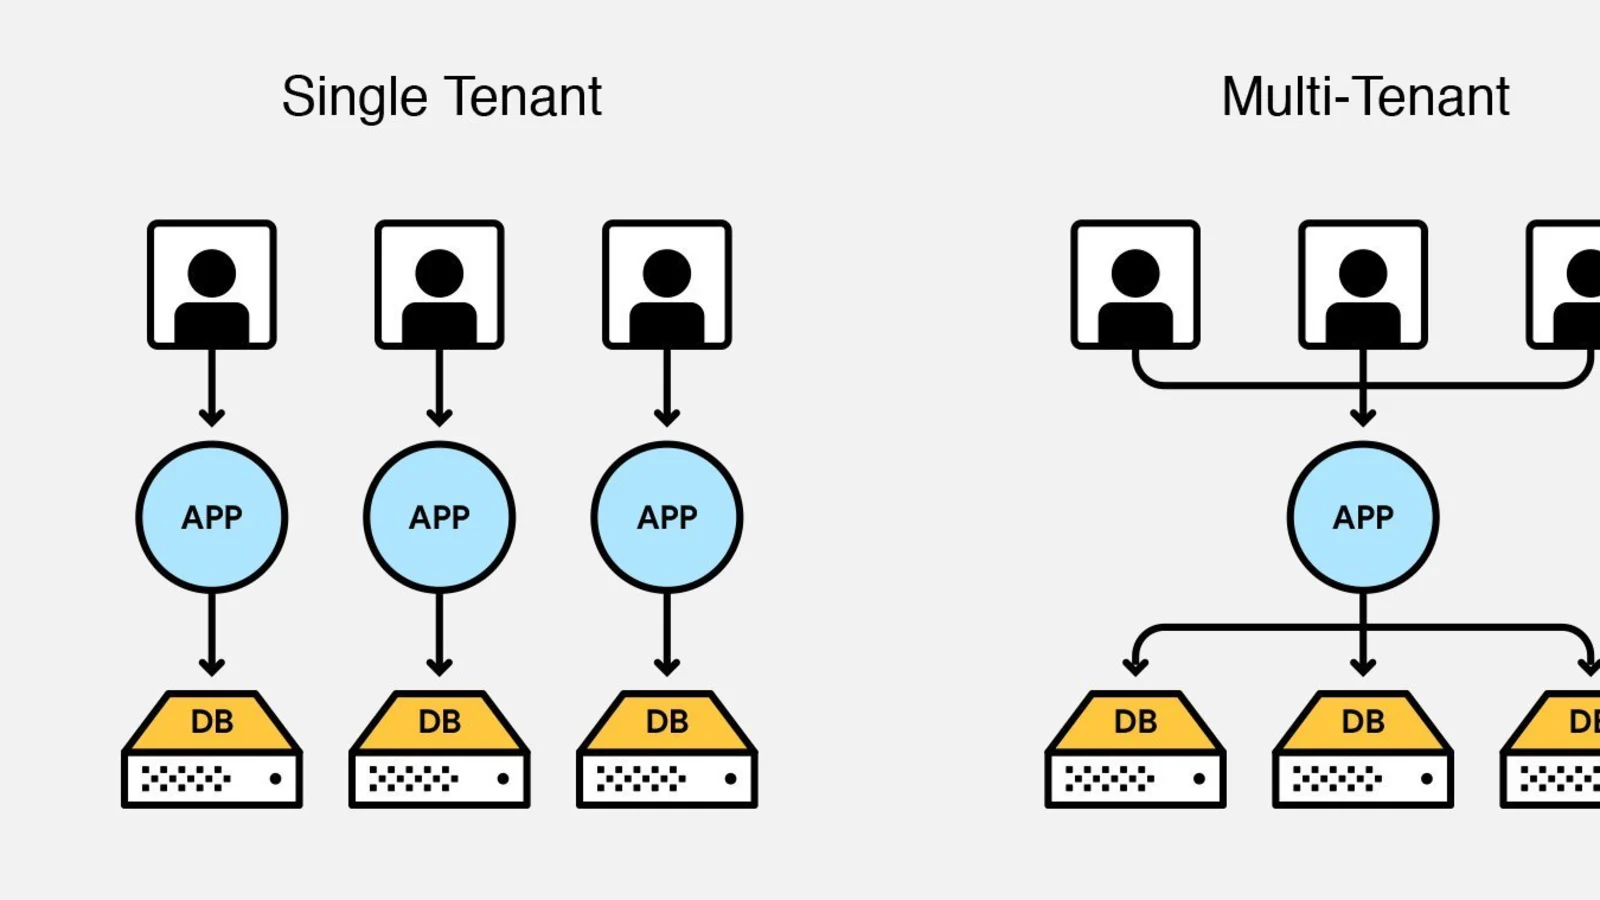 Single Tenant
Multi-Tenant
APP
APP
APP
APP
DB
DB
DB
DB
DB